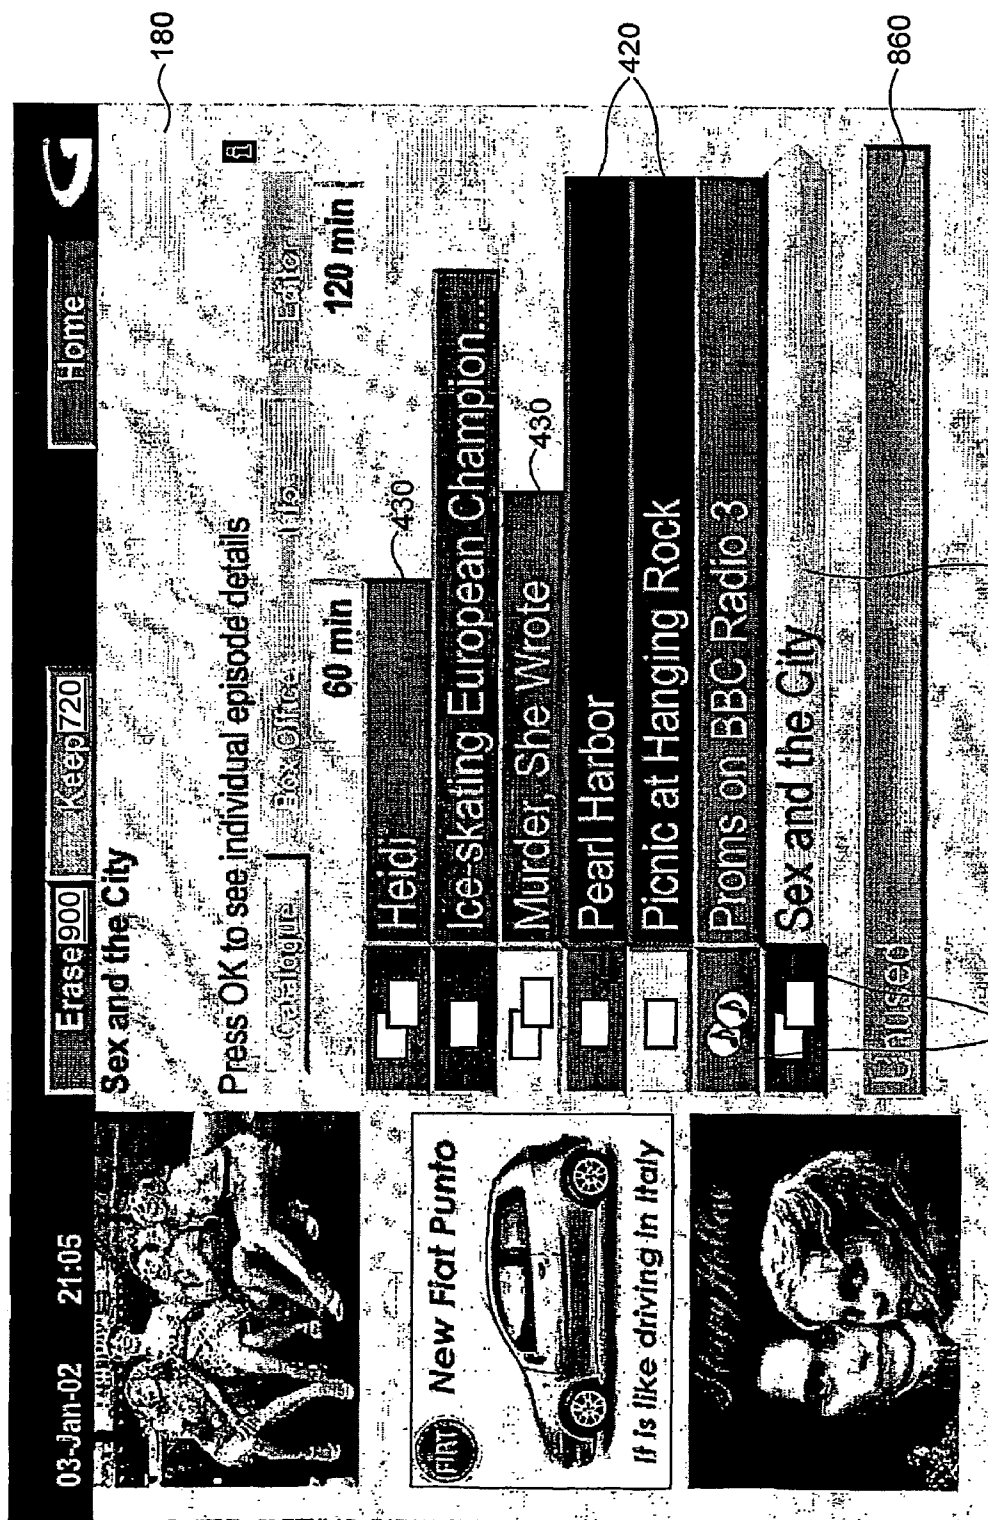 03-Jan-02 21:05 Erase 900 Keep 720 Home
Sex and the City
Press OK to see individual episode details
i
Catalogue Box Office Editor
60 min 120 min
Heidi
Ice-skating European Champion...
Murder, She Wrote
Pearl Harbor
Picnic at Hanging Rock
Proms on BBC Radio 3
Sex and the City
Unused
FIAT New Fiat Punto
It is like driving in Italy
180
430
430
420
860